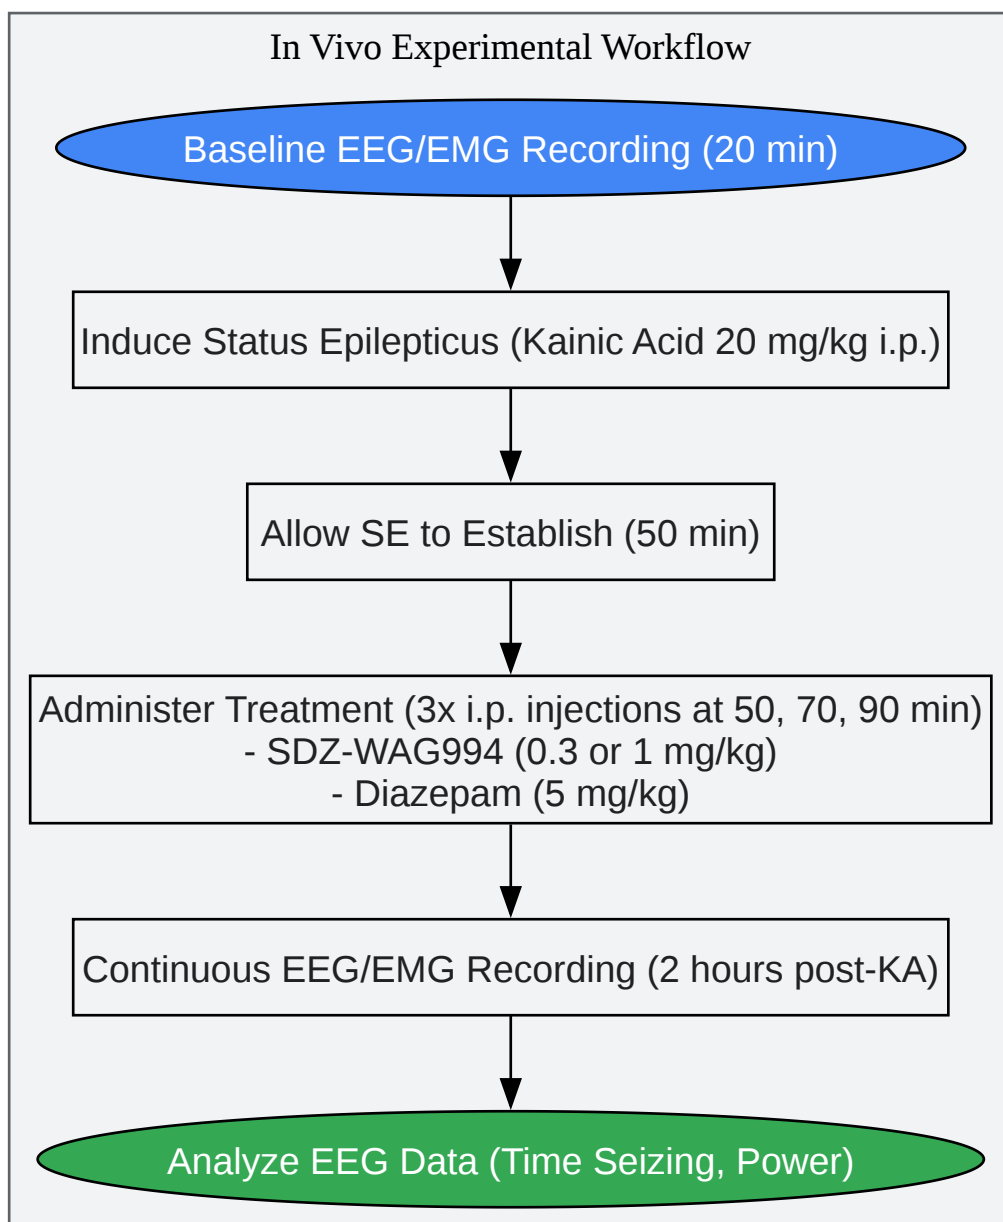 In Vivo Experimental Workflow
Baseline EEG/EMG Recording (20 min)
Induce Status Epilepticus (Kainic Acid 20 mg/kg i.p.)
Allow SE to Establish (50 min)
Administer Treatment (3x i.p. injections at 50, 70, 90 min)
- SDZ-WAG994 (0.3 or 1 mg/kg)
- Diazepam (5 mg/kg)
Continuous EEG/EMG Recording (2 hours post-KA)
Analyze EEG Data (Time Seizing, Power)